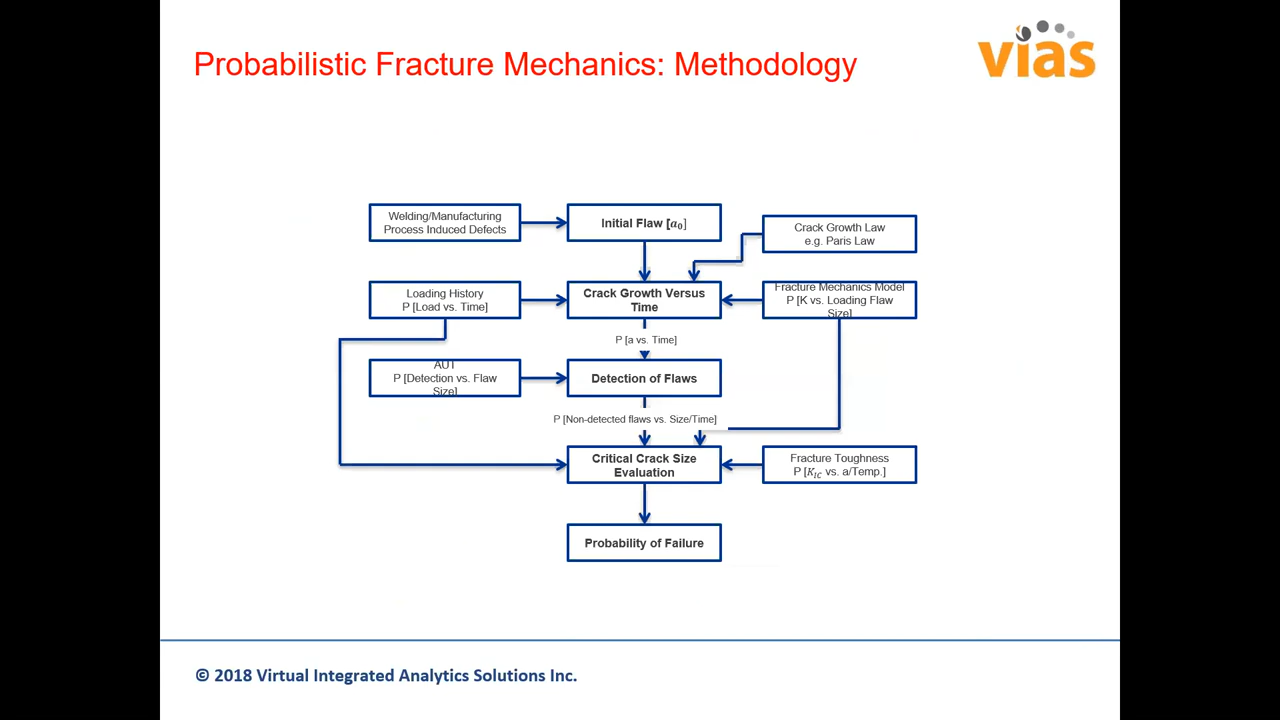 Probabilistic Fracture Mechanics: Methodology
vias
Welding/Manufacturing
Process Induced Defects
Initial Flaw [𝑎₀]
Crack Growth Law
e.g. Paris Law
Loading History
P [Load vs. Time]
Crack Growth Versus
Time
Fracture Mechanics Model
P [K vs. Loading Flaw
Size]
P [a vs. Time]
AUT
P [Detection vs. Flaw
Size]
Detection of Flaws
P [Non-detected flaws vs. Size/Time]
Critical Crack Size
Evaluation
Fracture Toughness
P [𝐾𝐼𝐶 vs. a/Temp.]
Probability of Failure
© 2018 Virtual Integrated Analytics Solutions Inc.